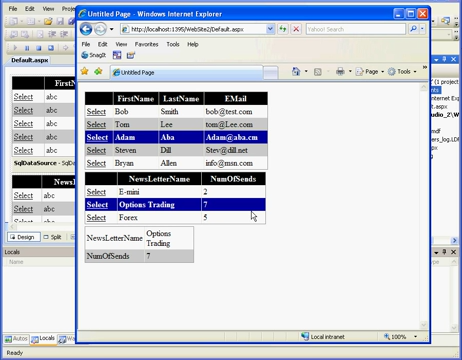 Untitled Page - Windows Internet Explorer
http://localhost:9155/WebSite2/Default.aspx
Yahoo! Search
File Edit View Favorites Tools Help
SnagIt
Untitled Page
Page Tools
Default.aspx
FirstName LastName EMail
Select Bob Smith bob@test.com
Select Tom Lee tom@Lee.com
Select Adam Aba Adam@aba.cm
Select Steven Dill Stev@dill.net
Select Bryan Allen info@msn.com
NewsLetterName NumOfSends
Select E-mini 2
Select Options Trading 7
Select Forex 5
NewsLetterName Options Trading
NumOfSends 7
Select abc
Select abc
Select abc
Select abc
Select abc
SqlDataSource
Select abc
Select abc
Select abc
Design Split
Locals
Name
Autos Locals
Ready
Local intranet
100%